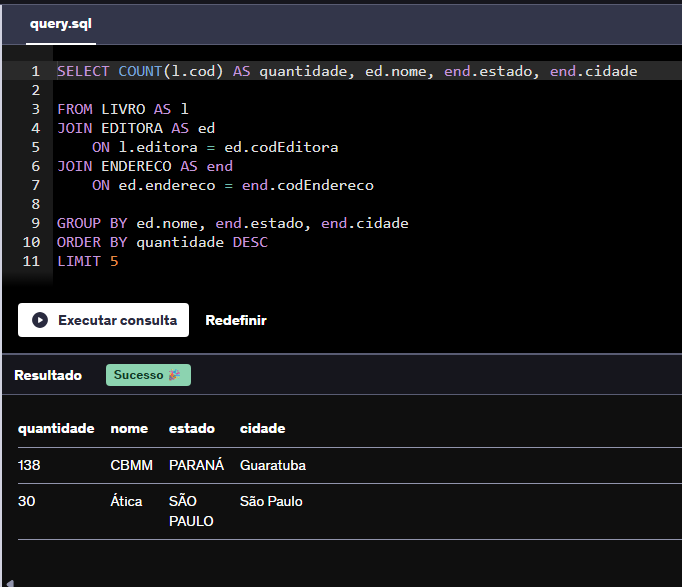 query.sql
1 SELECT COUNT(l.cod) AS quantidade, ed.nome, end.estado, end.cidade
2
3 FROM LIVRO AS l
4 JOIN EDITORA AS ed
5     ON l.editora = ed.codEditora
6 JOIN ENDERECO AS end
7     ON ed.endereco = end.codEndereco
8
9 GROUP BY ed.nome, end.estado, end.cidade
10 ORDER BY quantidade DESC
11 LIMIT 5
Executar consulta Redefinir
Resultado Sucesso 🎉
quantidade nome estado cidade
138 CBMM PARANÁ Guaratuba
30 Ática SÃO São Paulo
PAULO